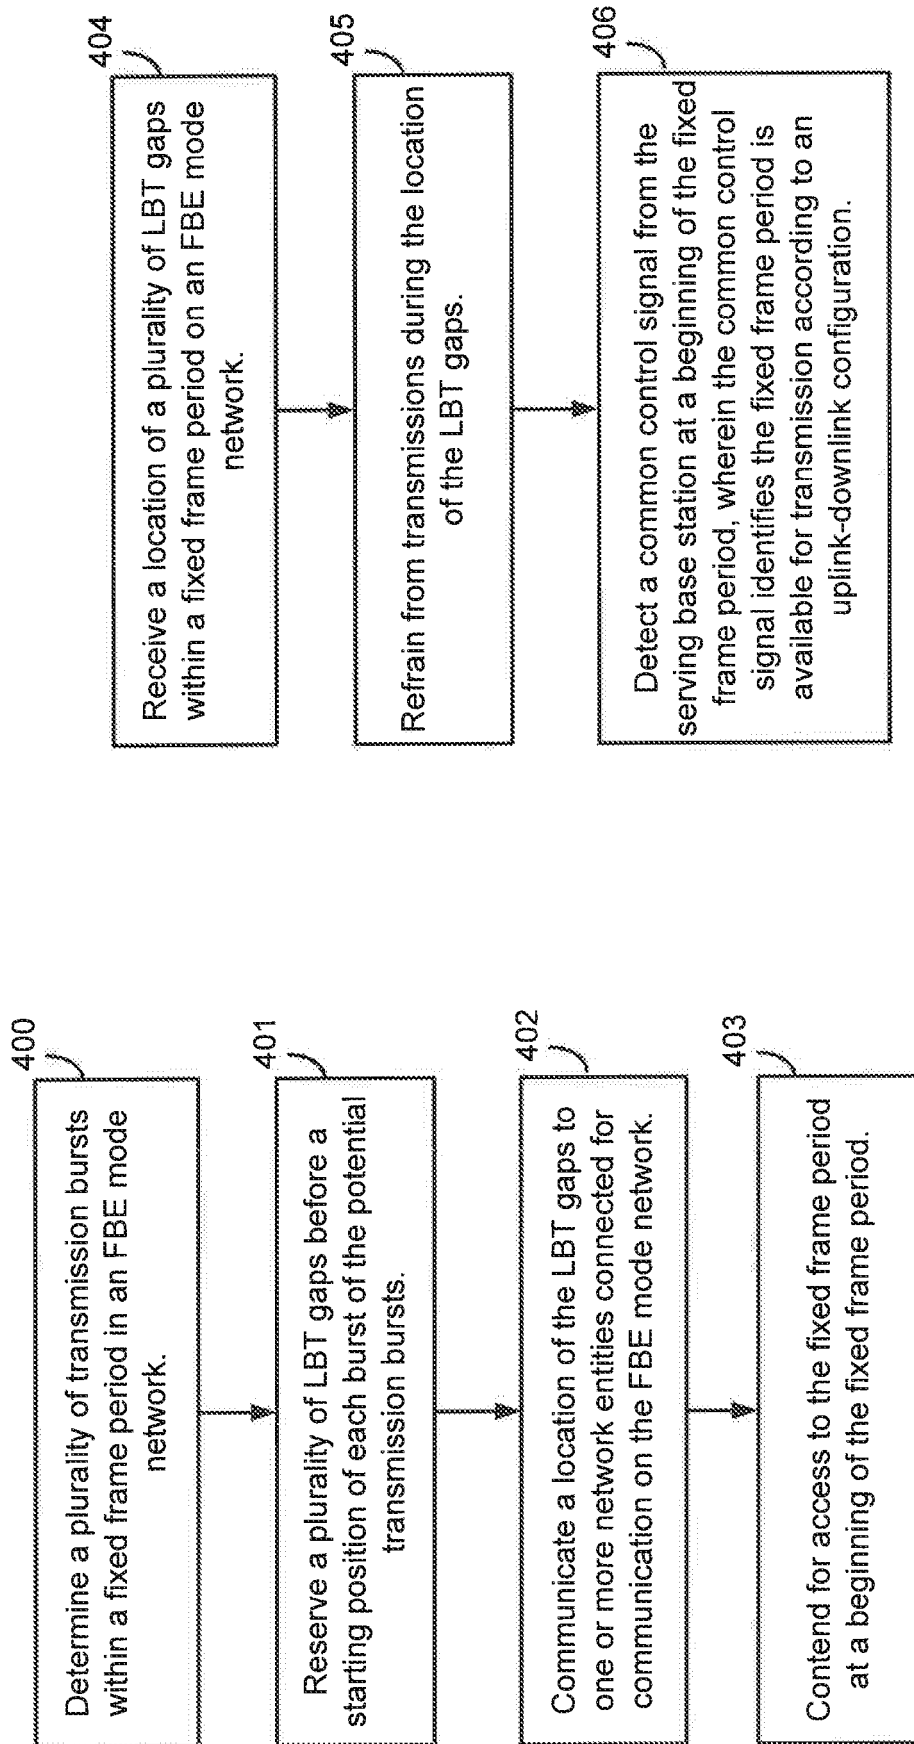 400
Determine a plurality of transmission bursts
within a fixed frame period in an FBE mode
network.
401
Reserve a plurality of LBT gaps before a
starting position of each burst of the potential
transmission bursts.
402
Communicate a location of the LBT gaps to
one or more network entities connected for
communication on the FBE mode network.
403
Contend for access to the fixed frame period
at a beginning of the fixed frame period.
404
Receive a location of a plurality of LBT gaps
within a fixed frame period on an FBE mode
network.
405
Refrain from transmissions during the location
of the LBT gaps.
406
Detect a common control signal from the
serving base station at a beginning of the fixed
frame period, wherein the common control
signal identifies the fixed frame period is
available for transmission according to an
uplink-downlink configuration.